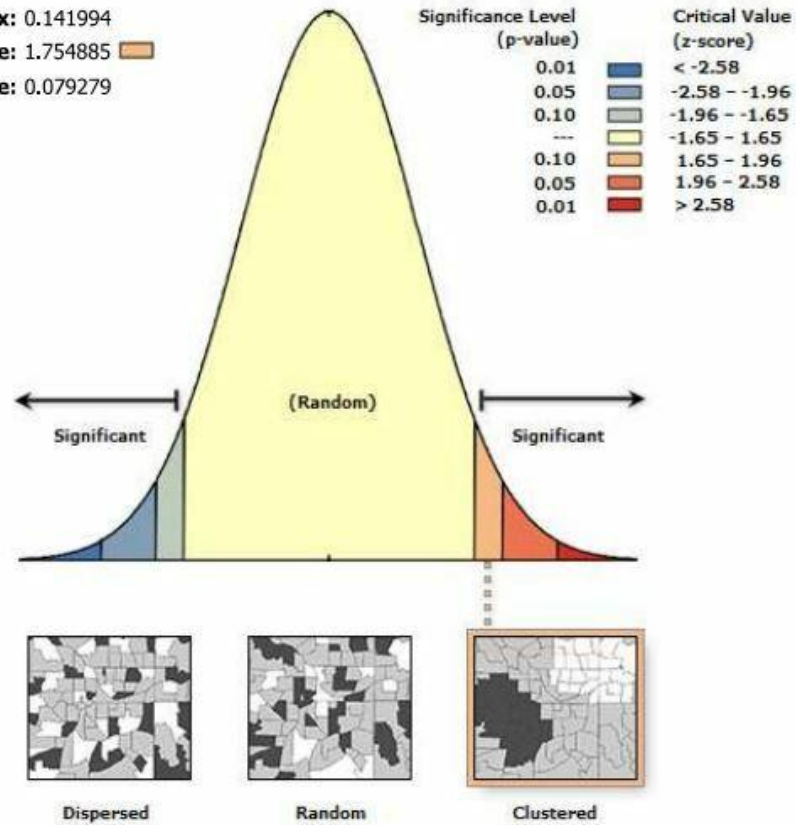 x: 0.141994
e: 1.754885
e: 0.079279
Significance Level
(p-value)
Critical Value
(z-score)
0.01 < -2.58
0.05 -2.58 – -1.96
0.10 -1.96 – -1.65
--- -1.65 – 1.65
0.10 1.65 – 1.96
0.05 1.96 – 2.58
0.01 > 2.58
(Random)
Significant
Significant
Dispersed
Random
Clustered